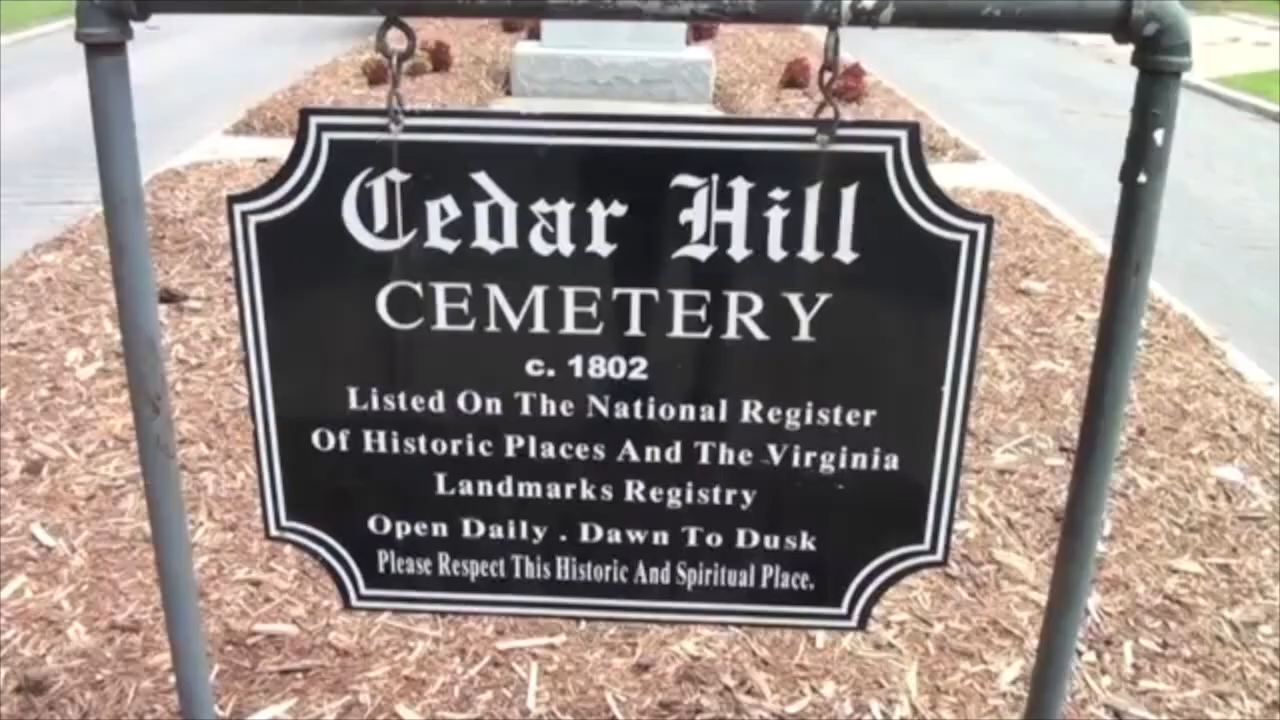 Cedar Hill
CEMETERY
c. 1802
Listed On The National Register
Of Historic Places And The Virginia
Landmarks Registry
Open Daily . Dawn To Dusk
Please Respect This Historic And Spiritual Place.